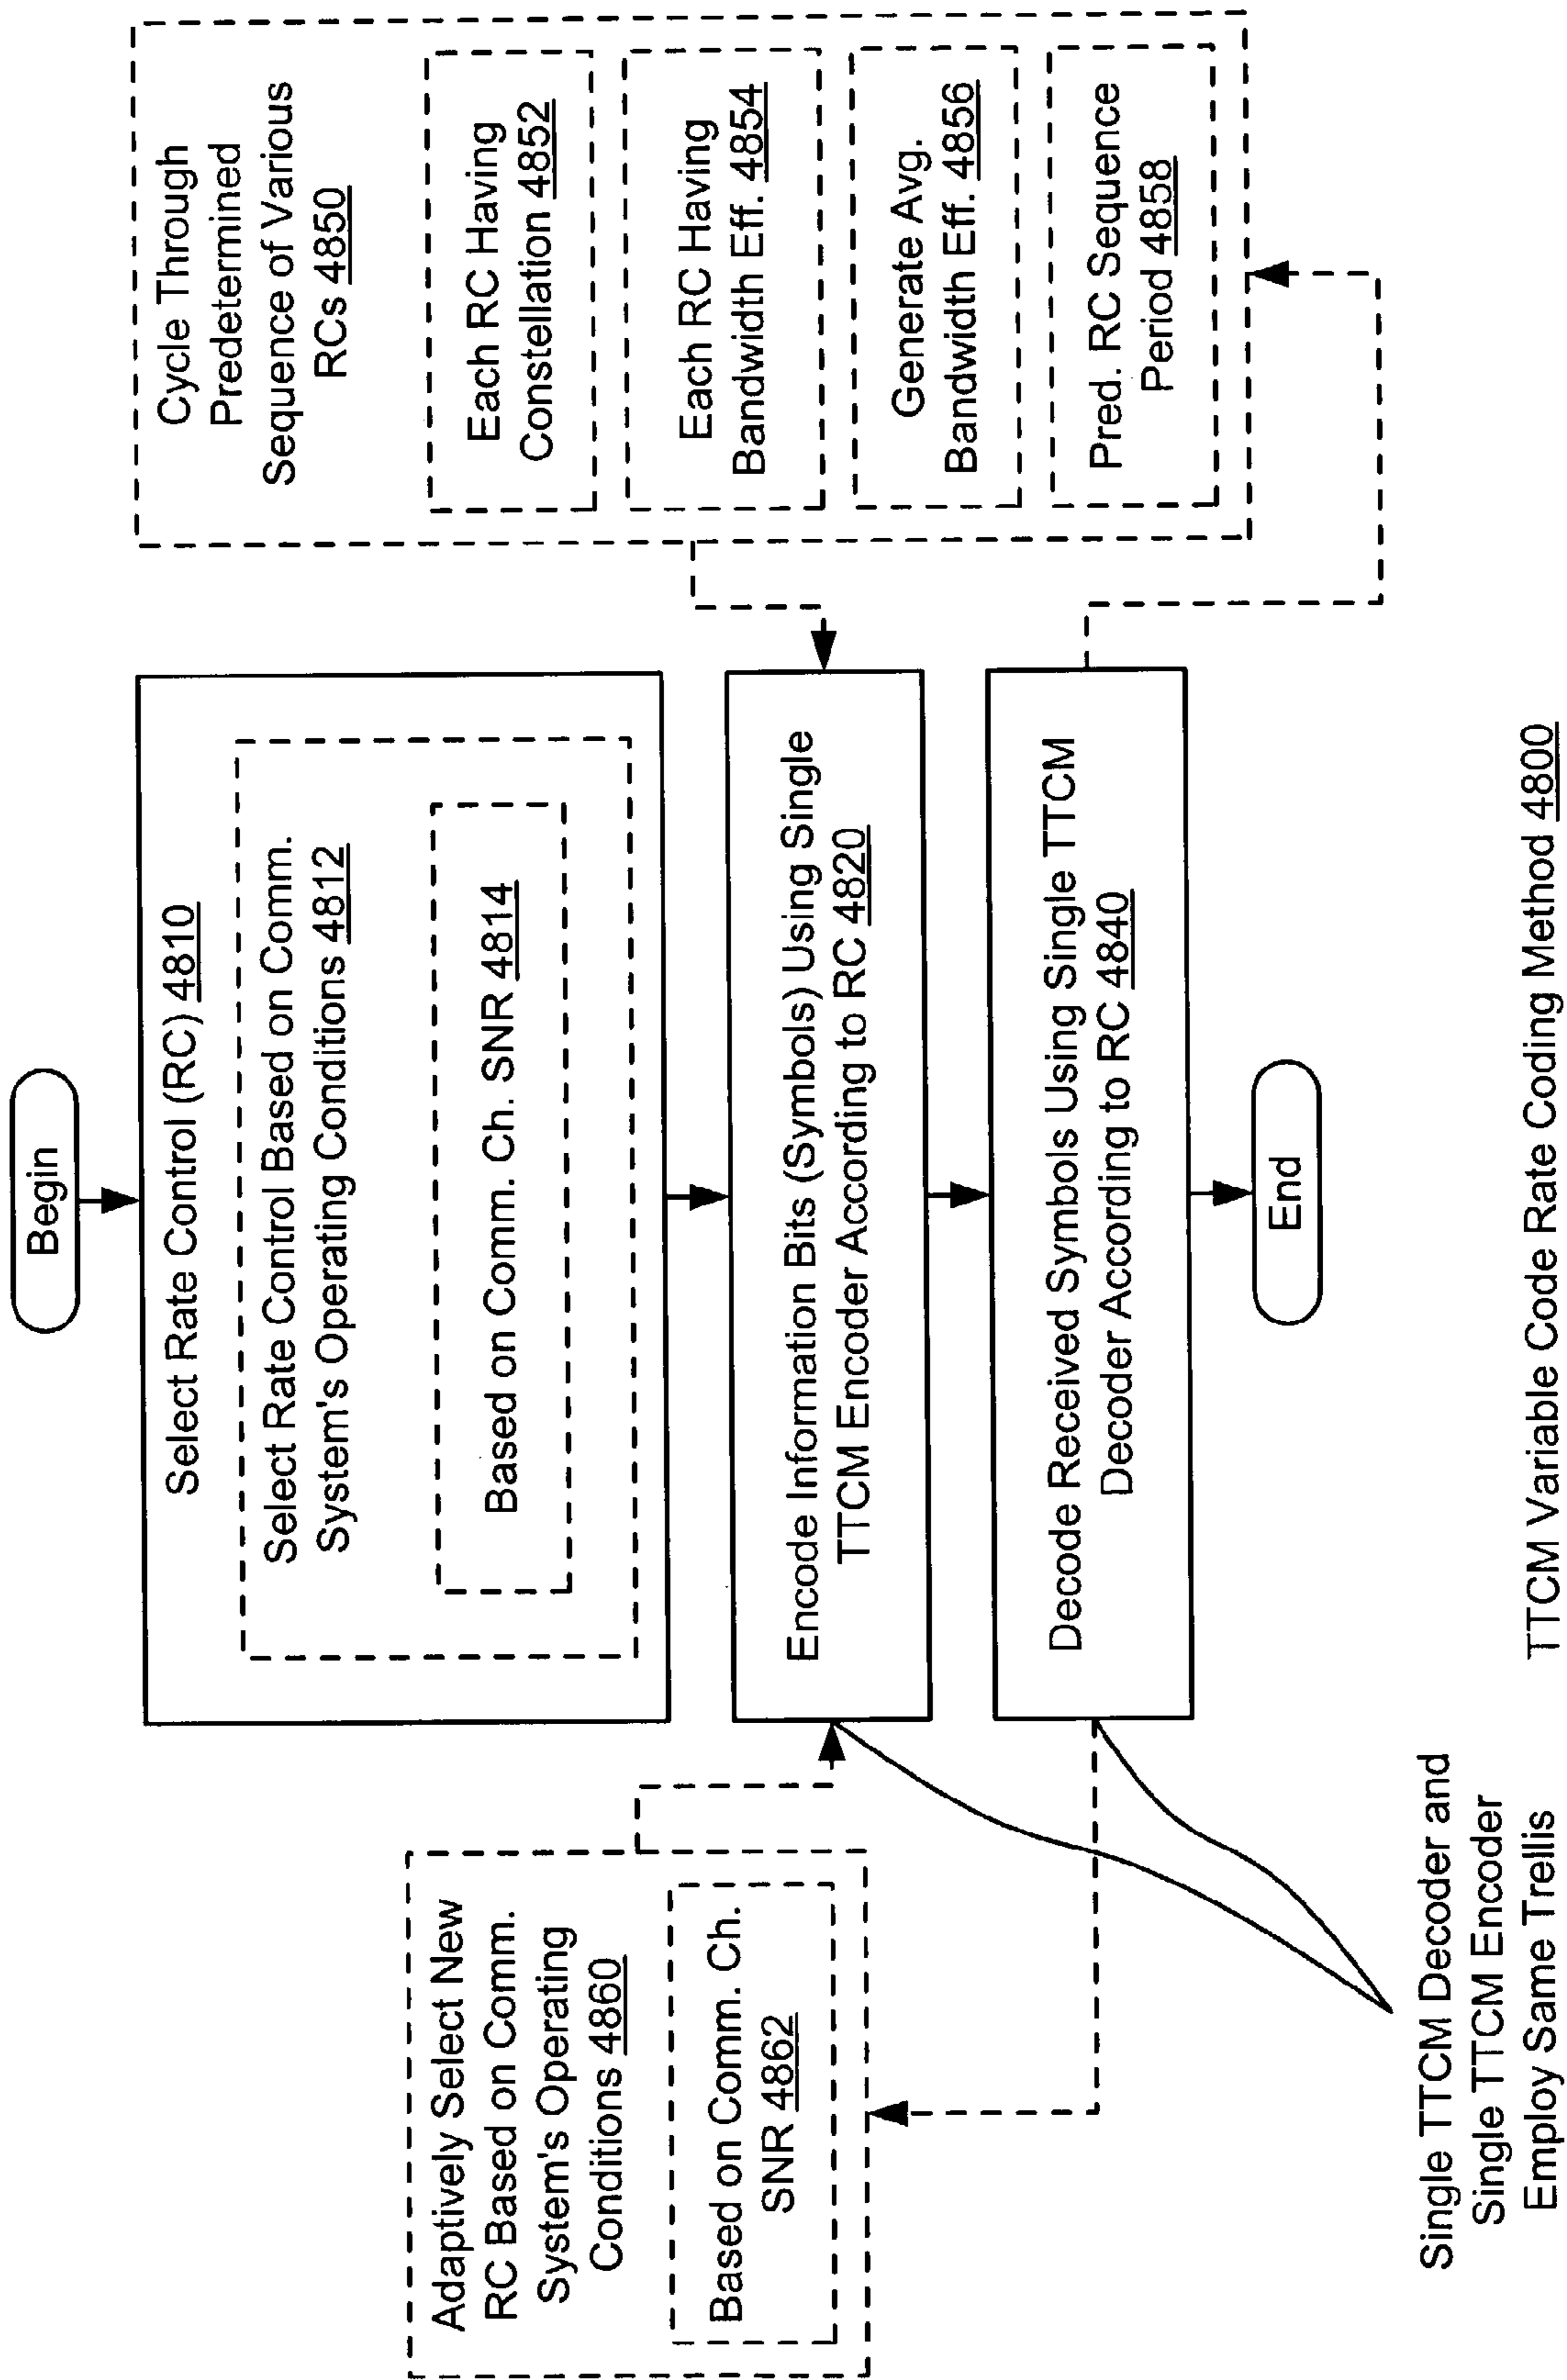 Begin
Select Rate Control (RC) 4810
Select Rate Control Based on Comm.
System's Operating Conditions 4812
Based on Comm. Ch. SNR 4814
Encode Information Bits (Symbols) Using Single
TTCM Encoder According to RC 4820
Decode Received Symbols Using Single TTCM
Decoder According to RC 4840
End
Adaptively Select New
RC Based on Comm.
System's Operating
Conditions 4860
Based on Comm. Ch.
SNR 4862
Cycle Through
Predetermined
Sequence of Various
RCs 4850
Each RC Having
Constellation 4852
Each RC Having
Bandwidth Eff. 4854
Generate Avg.
Bandwidth Eff. 4856
Pred. RC Sequence
Period 4858
Single TTCM Decoder and
Single TTCM Encoder
Employ Same Trellis
TTCM Variable Code Rate Coding Method 4800